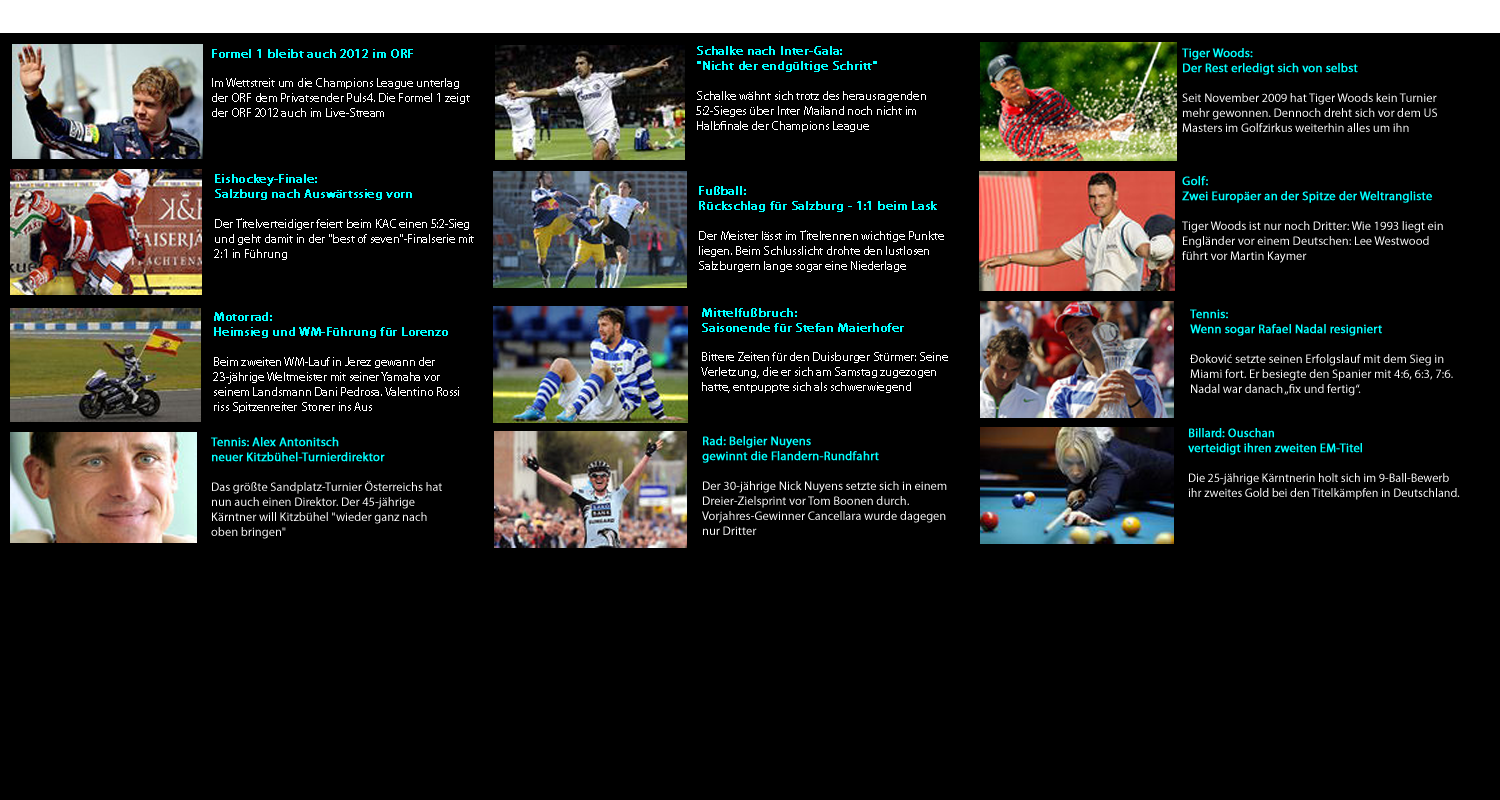 Formel 1 bleibt auch 2012 im ORF
Im Wettstreit um die Champions League unterlag
der ORF dem Privatsender Puls4. Die Formel 1 zeigt
der ORF 2012 auch im Live-Stream
Eishockey-Finale:
Salzburg nach Auswärtssieg vorn
Der Titelverteidiger feiert beim KAC einen 5:2-Sieg
und geht damit in der "best of seven"-Finalserie mit
2:1 in Führung
Motorrad:
Heimsieg und WM-Führung für Lorenzo
Beim zweiten WM-Lauf in Jerez gewann der
23-jährige Weltmeister mit seiner Yamaha vor
seinem Landsmann Dani Pedrosa. Valentino Rossi
riss Spitzenreiter Stoner ins Aus
Tennis: Alex Antonitsch
neuer Kitzbühel-Turnierdirektor
Das größte Sandplatz-Turnier Österreichs hat
nun auch einen Direktor. Der 45-jährige
Kärntner will Kitzbühel "wieder ganz nach
oben bringen"
Schalke nach Inter-Gala:
"Nicht der endgültige Schritt"
Schalke wähnt sich trotz des herausragenden
5:2-Sieges über Inter Mailand noch nicht im
Halbfinale der Champions League
Fußball:
Rückschlag für Salzburg - 1:1 beim Lask
Der Meister lässt im Titelrennen wichtige Punkte
liegen. Beim Schlusslicht drohte den lustlosen
Salzburgern lange sogar eine Niederlage
Mittelfußbruch:
Saisonende für Stefan Maierhofer
Bittere Zeiten für den Duisburger Stürmer: Seine
Verletzung, die er sich am Samstag zugezogen
hatte, entpuppte sich als schwerwiegend
Rad: Belgier Nuyens
gewinnt die Flandern-Rundfahrt
Der 30-jährige Nick Nuyens setzte sich in einem
Dreier-Zielsprint vor Tom Boonen durch.
Vorjahres-Gewinner Cancellara wurde dagegen
nur Dritter
SAXO
BANK
SUNGARD
Tiger Woods:
Der Rest erledigt sich von selbst
Seit November 2009 hat Tiger Woods kein Turnier
mehr gewonnen. Dennoch dreht sich vor dem US
Masters im Golfzirkus weiterhin alles um ihn
Golf:
Zwei Europäer an der Spitze der Weltrangliste
Tiger Woods ist nur noch Dritter: Wie 1993 liegt ein
Engländer vor einem Deutschen: Lee Westwood
führt vor Martin Kaymer
Tennis:
Wenn sogar Rafael Nadal resigniert
Đoković setzte seinen Erfolgslauf mit dem Sieg in
Miami fort. Er besiegte den Spanier mit 4:6, 6:3, 7:6.
Nadal war danach „fix und fertig“.
Billard: Ouschan
verteidigt ihren zweiten EM-Titel
Die 25-jährige Kärntnerin holt sich im 9-Ball-Bewerb
ihr zweites Gold bei den Titelkämpfen in Deutschland.